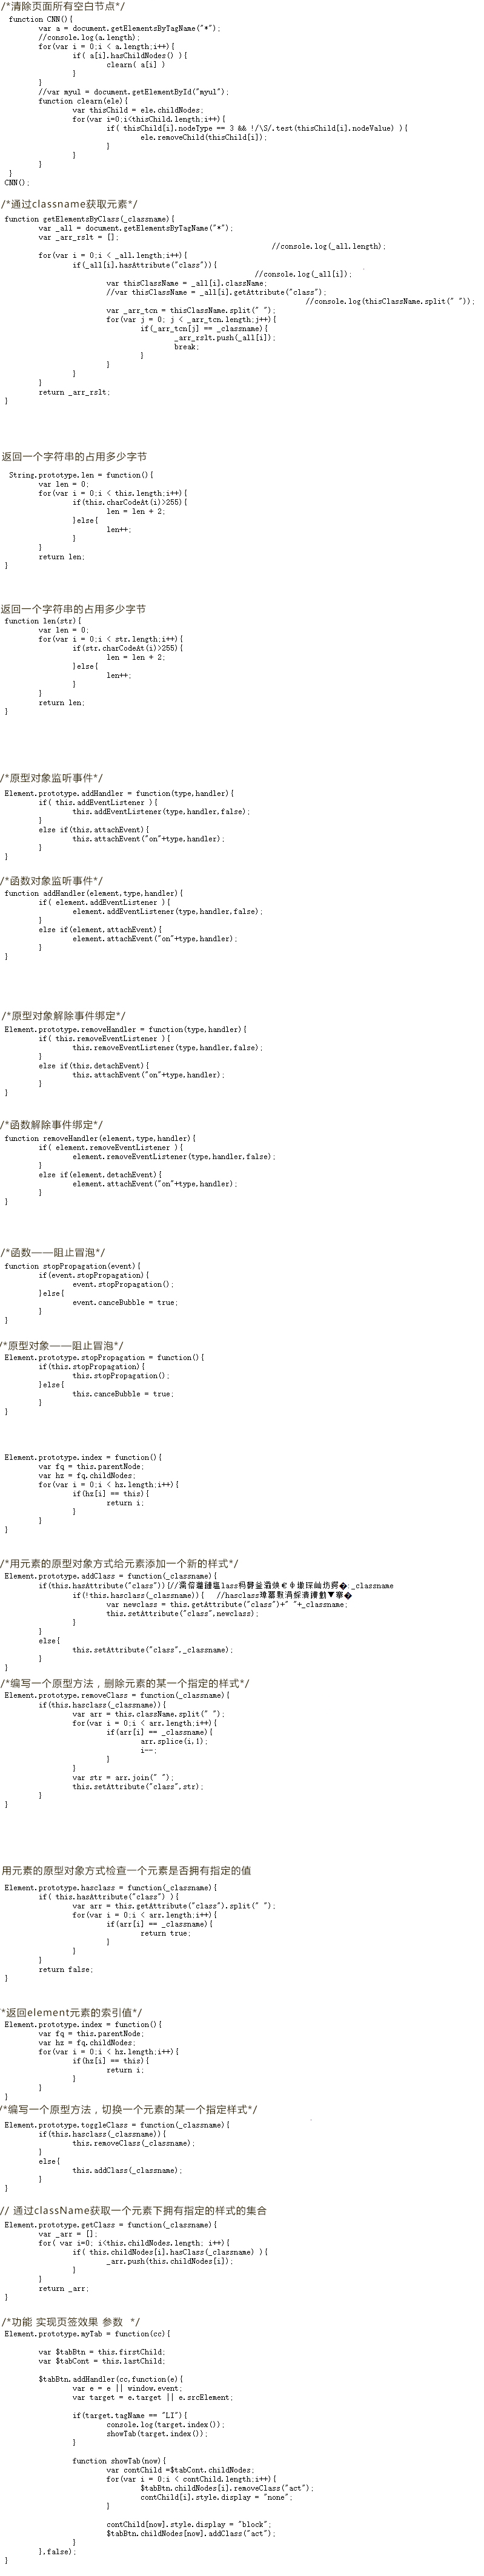 /*清除页面所有空白节点*/
function CNN(){
var a = document.getElementsByTagName("*");
//console.log(a.length);
for(var i = 0;i < a.length;i++){
if( a[i].hasChildNodes() ){
clearn( a[i] )
}
}
//var myul = document.getElementById("myul");
function clearn(ele){
var thisChild = ele.childNodes;
for(var i=0;i<thisChild.length;i++){
if( thisChild[i].nodeType == 3 && !/\S/.test(thisChild[i].nodeValue) ){
ele.removeChild(thisChild[i]);
}
}
}
}
CNN();
/*通过classname获取元素*/
function getElementsByClass(_classname){
var _all = document.getElementsByTagName("*");
var _arr_rslt = [];
//console.log(_all.length);
for(var i = 0;i < _all.length;i++){
if(_all[i].hasAttribute("class")){
//console.log(_all[i]);
var thisClassName = _all[i].className;
//var thisClassName = _all[i].getAttribute("class");
//console.log(thisClassName.split(" "));
var _arr_tcn = thisClassName.split(" ");
for(var j = 0; j < _arr_tcn.length;j++){
if(_arr_tcn[j] == _classname){
_arr_rslt.push(_all[i]);
break;
}
}
}
}
return _arr_rslt;
}
返回一个字符串的占用多少字节
String.prototype.len = function(){
var len = 0;
for(var i = 0;i < this.length;i++){
if(this.charCodeAt(i)>255){
len = len + 2;
}else{
len++;
}
}
return len;
}
返回一个字符串的占用多少字节
function len(str){
var len = 0;
for(var i = 0;i < str.length;i++){
if(str.charCodeAt(i)>255){
len = len + 2;
}else{
len++;
}
}
return len;
}
/*原型对象监听事件*/
Element.prototype.addHandler = function(type,handler){
if( this.addEventListener ){
this.addEventListener(type,handler,false);
}
else if(this.attachEvent){
this.attachEvent("on"+type,handler);
}
}
/*函数对象监听事件*/
function addHandler(element,type,handler){
if( element.addEventListener ){
element.addEventListener(type,handler,false);
}
else if(element.attachEvent){
element.attachEvent("on"+type,handler);
}
}
/*原型对象解除事件绑定*/
Element.prototype.removeHandler = function(type,handler){
if( this.removeEventListener ){
this.removeEventListener(type,handler,false);
}
else if(this.detachEvent){
this.attachEvent("on"+type,handler);
}
}
/*函数解除事件绑定*/
function removeHandler(element,type,handler){
if( element.removeEventListener ){
element.removeEventListener(type,handler,false);
}
else if(element.detachEvent){
element.attachEvent("on"+type,handler);
}
}
/*函数——阻止冒泡*/
function stopPropagation(event){
if(event.stopPropagation){
event.stopPropagation();
}else{
event.canceBubble = true;
}
}
/*原型对象——阻止冒泡*/
Element.prototype.stopPropagation = function(){
if(this.stopPropagation){
this.stopPropagation();
}else{
this.canceBubble = true;
}
}
Element.prototype.index = function(){
var fq = this.parentNode;
var hz = fq.childNodes;
for(var i = 0;i < hz.length;i++){
if(hz[i] == this){
return i;
}
}
}
/*用元素的原型对象方式给元素添加一个新的样式*/
Element.prototype.addClass = function(_classname){
if(this.hasAttribute("class")){// _classname
if(!this.hasclass(_classname)){ //hasclass
var newclass = this.getAttribute("class")+" "+_classname;
this.setAttribute("class",newclass);
}
}
else{
this.setAttribute("class",_classname);
}
}
/*编写一个原型方法，删除元素的某一个指定的样式*/
Element.prototype.removeClass = function(_classname){
if(this.hasclass(_classname)){
var arr = this.className.split(" ");
for(var i = 0;i < arr.length;i++){
if(arr[i] == _classname){
arr.splice(i,1);
i--;
}
}
var str = arr.join(" ");
this.setAttribute("class",str);
}
}
用元素的原型对象方式检查一个元素是否拥有指定的值
Element.prototype.hasclass = function(_classname){
if( this.hasAttribute("class") ){
var arr = this.getAttribute("class").split(" ");
for(var i = 0;i < arr.length;i++){
if(arr[i] == _classname){
return true;
}
}
}
return false;
}
/*返回element元素的索引值*/
Element.prototype.index = function(){
var fq = this.parentNode;
var hz = fq.childNodes;
for(var i = 0;i < hz.length;i++){
if(hz[i] == this){
return i;
}
}
}
/*编写一个原型方法，切换一个元素的某一个指定样式*/
Element.prototype.toggleClass = function(_classname){
if(this.hasclass(_classname)){
this.removeClass(_classname);
}
else{
this.addClass(_classname);
}
}
// 通过className获取一个元素下拥有指定的样式的集合
Element.prototype.getClass = function(_classname){
var _arr = [];
for( var i=0; i<this.childNodes.length; i++){
if( this.childNodes[i].hasClass(_classname) ){
_arr.push(this.childNodes[i]);
}
}
return _arr;
}
/*功能 实现页签效果 参数 */
Element.prototype.myTab = function(cc){
var $tabBtn = this.firstChild;
var $tabCont = this.lastChild;
$tabBtn.addHandler(cc,function(e){
var e = e || window.event;
var target = e.target || e.srcElement;
if(target.tagName == "LI"){
console.log(target.index());
showTab(target.index());
}
function showTab(now){
var contChild =$tabCont.childNodes;
for(var i = 0;i < contChild.length;i++){
$tabBtn.childNodes[i].removeClass("act");
contChild[i].style.display = "none";
}
contChild[now].style.display = "block";
$tabBtn.childNodes[now].addClass("act");
}
},false);
}